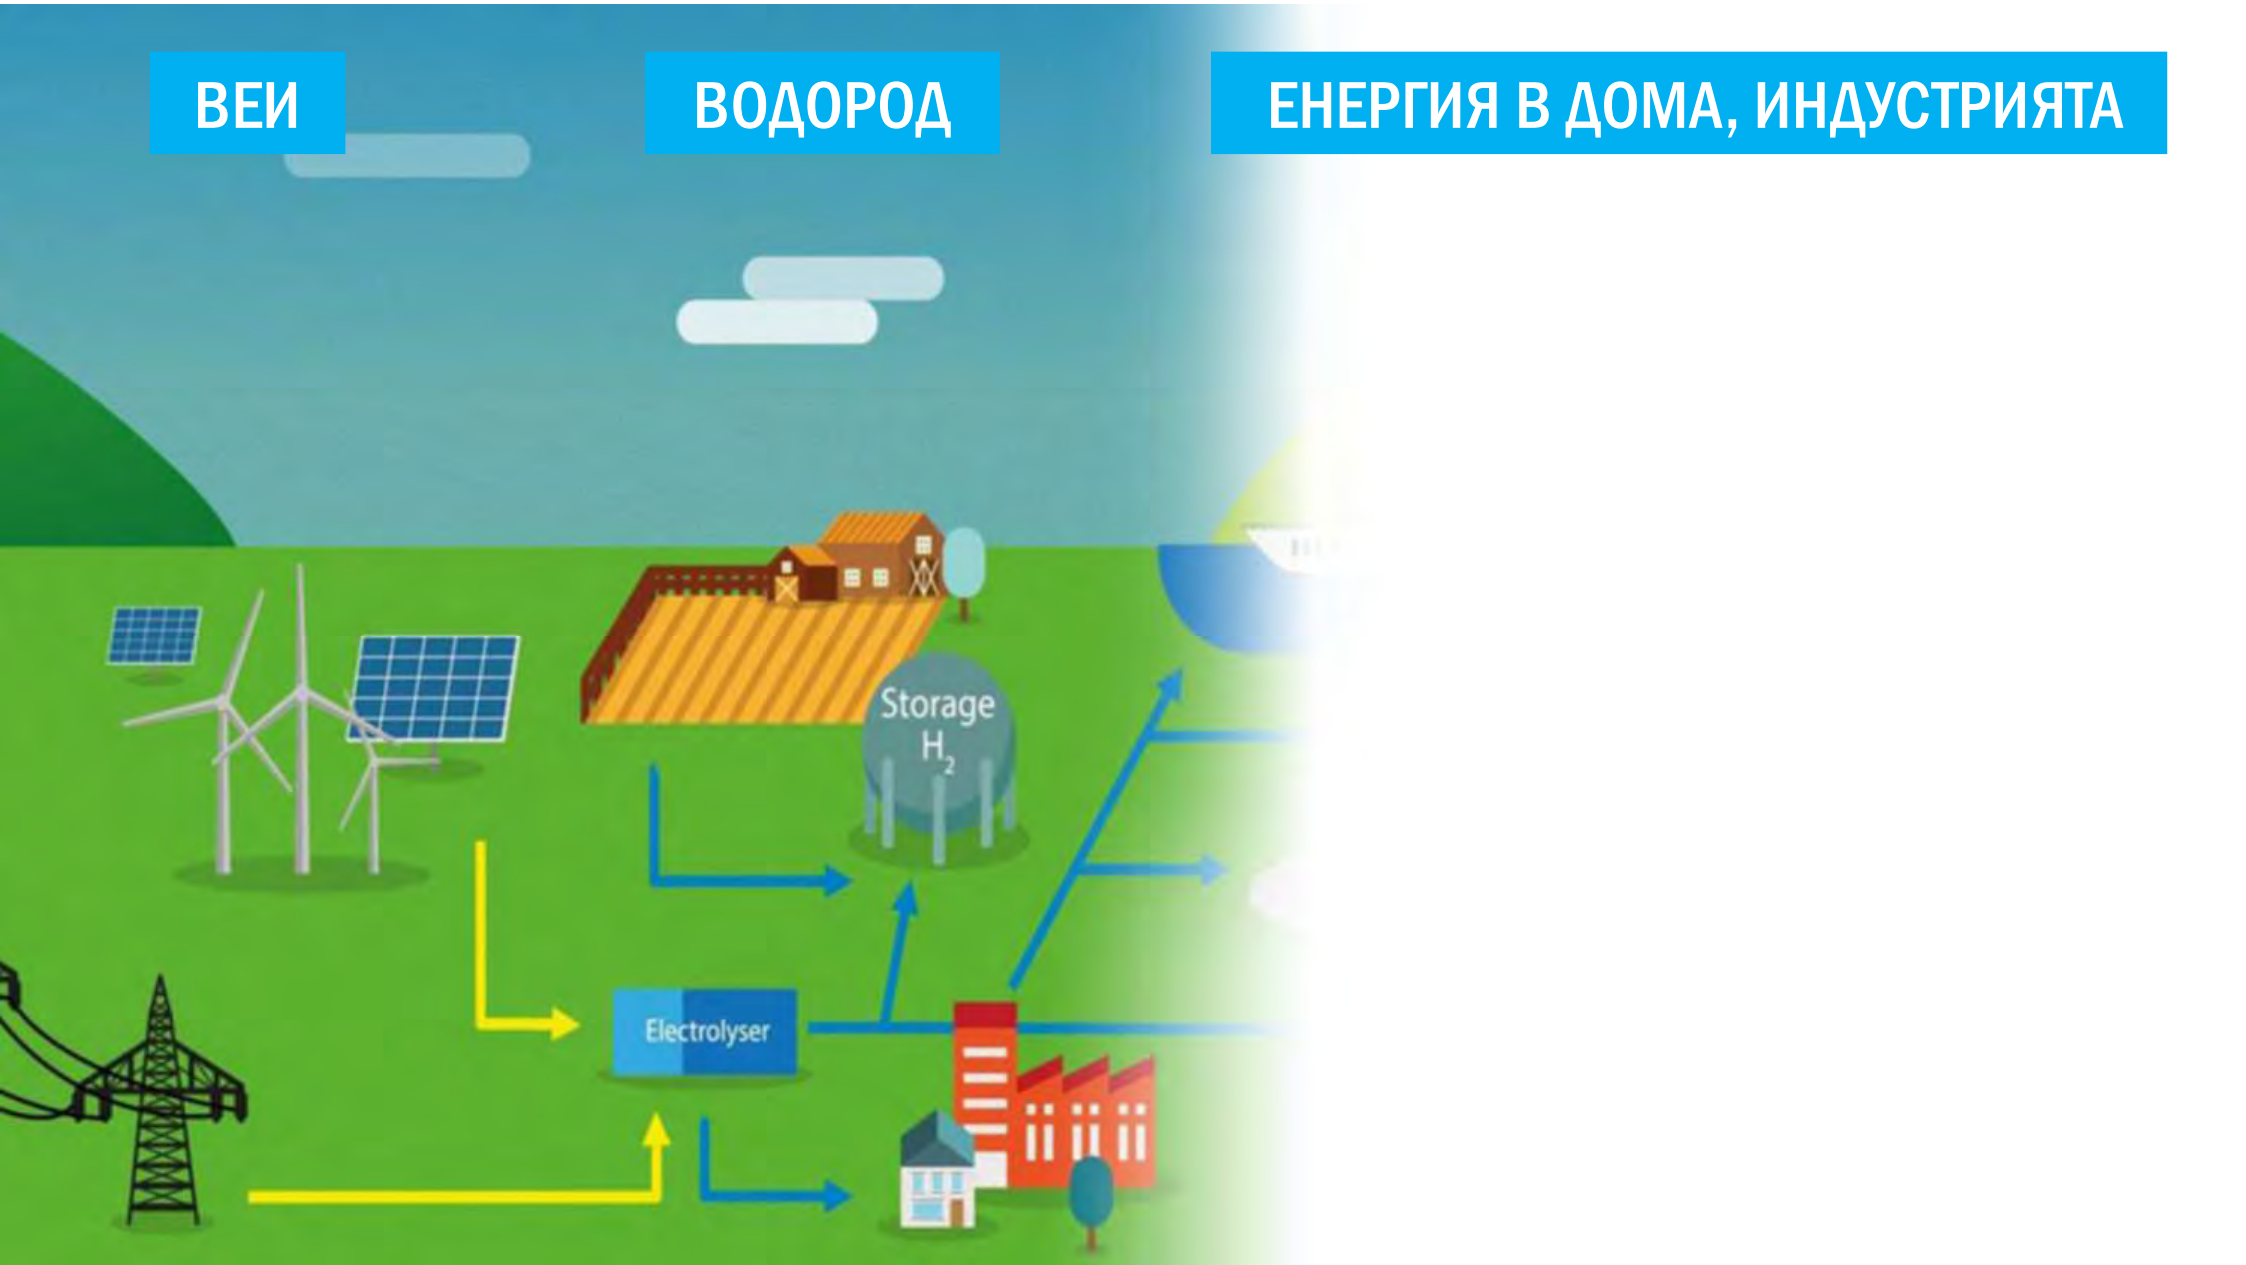 ВЕИ
ВОДОРОД
ЕНЕРГИЯ В ДОМА, ИНДУСТРИЯТА
Storage
H₂
Electrolyser